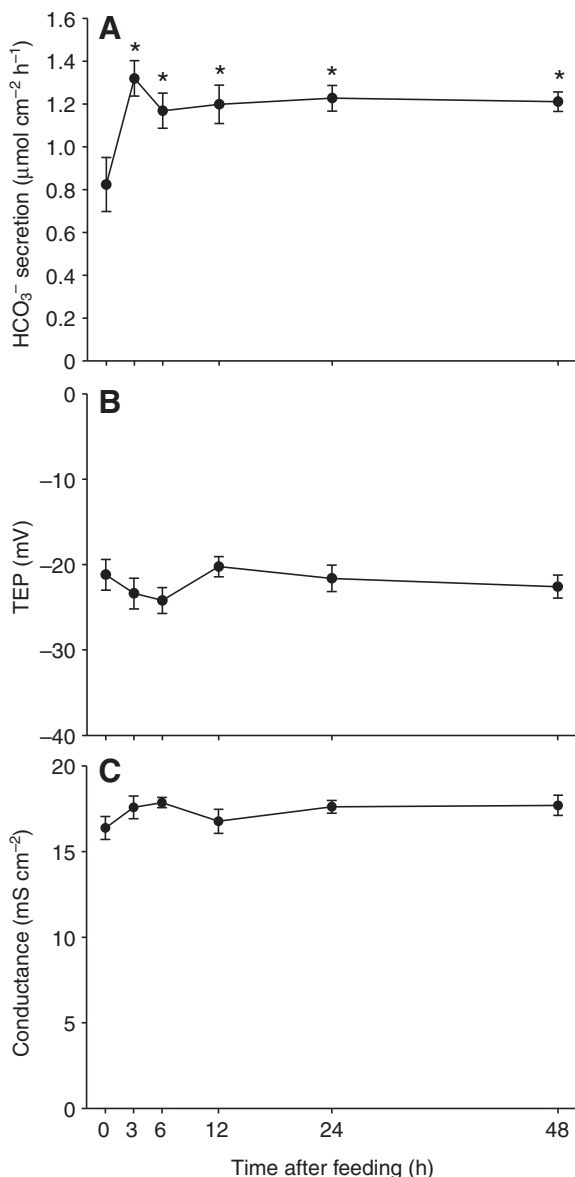 A
HCO₃⁻ secretion (μmol cm⁻² h⁻¹)
1.6
1.4
1.2
1.0
0.8
0.6
0.4
0.2
0
* * * * *
B
TEP (mV)
0
–10
–20
–30
–40
C
Conductance (mS cm⁻²)
20
15
10
5
0
0 3 6 12 24 48
Time after feeding (h)